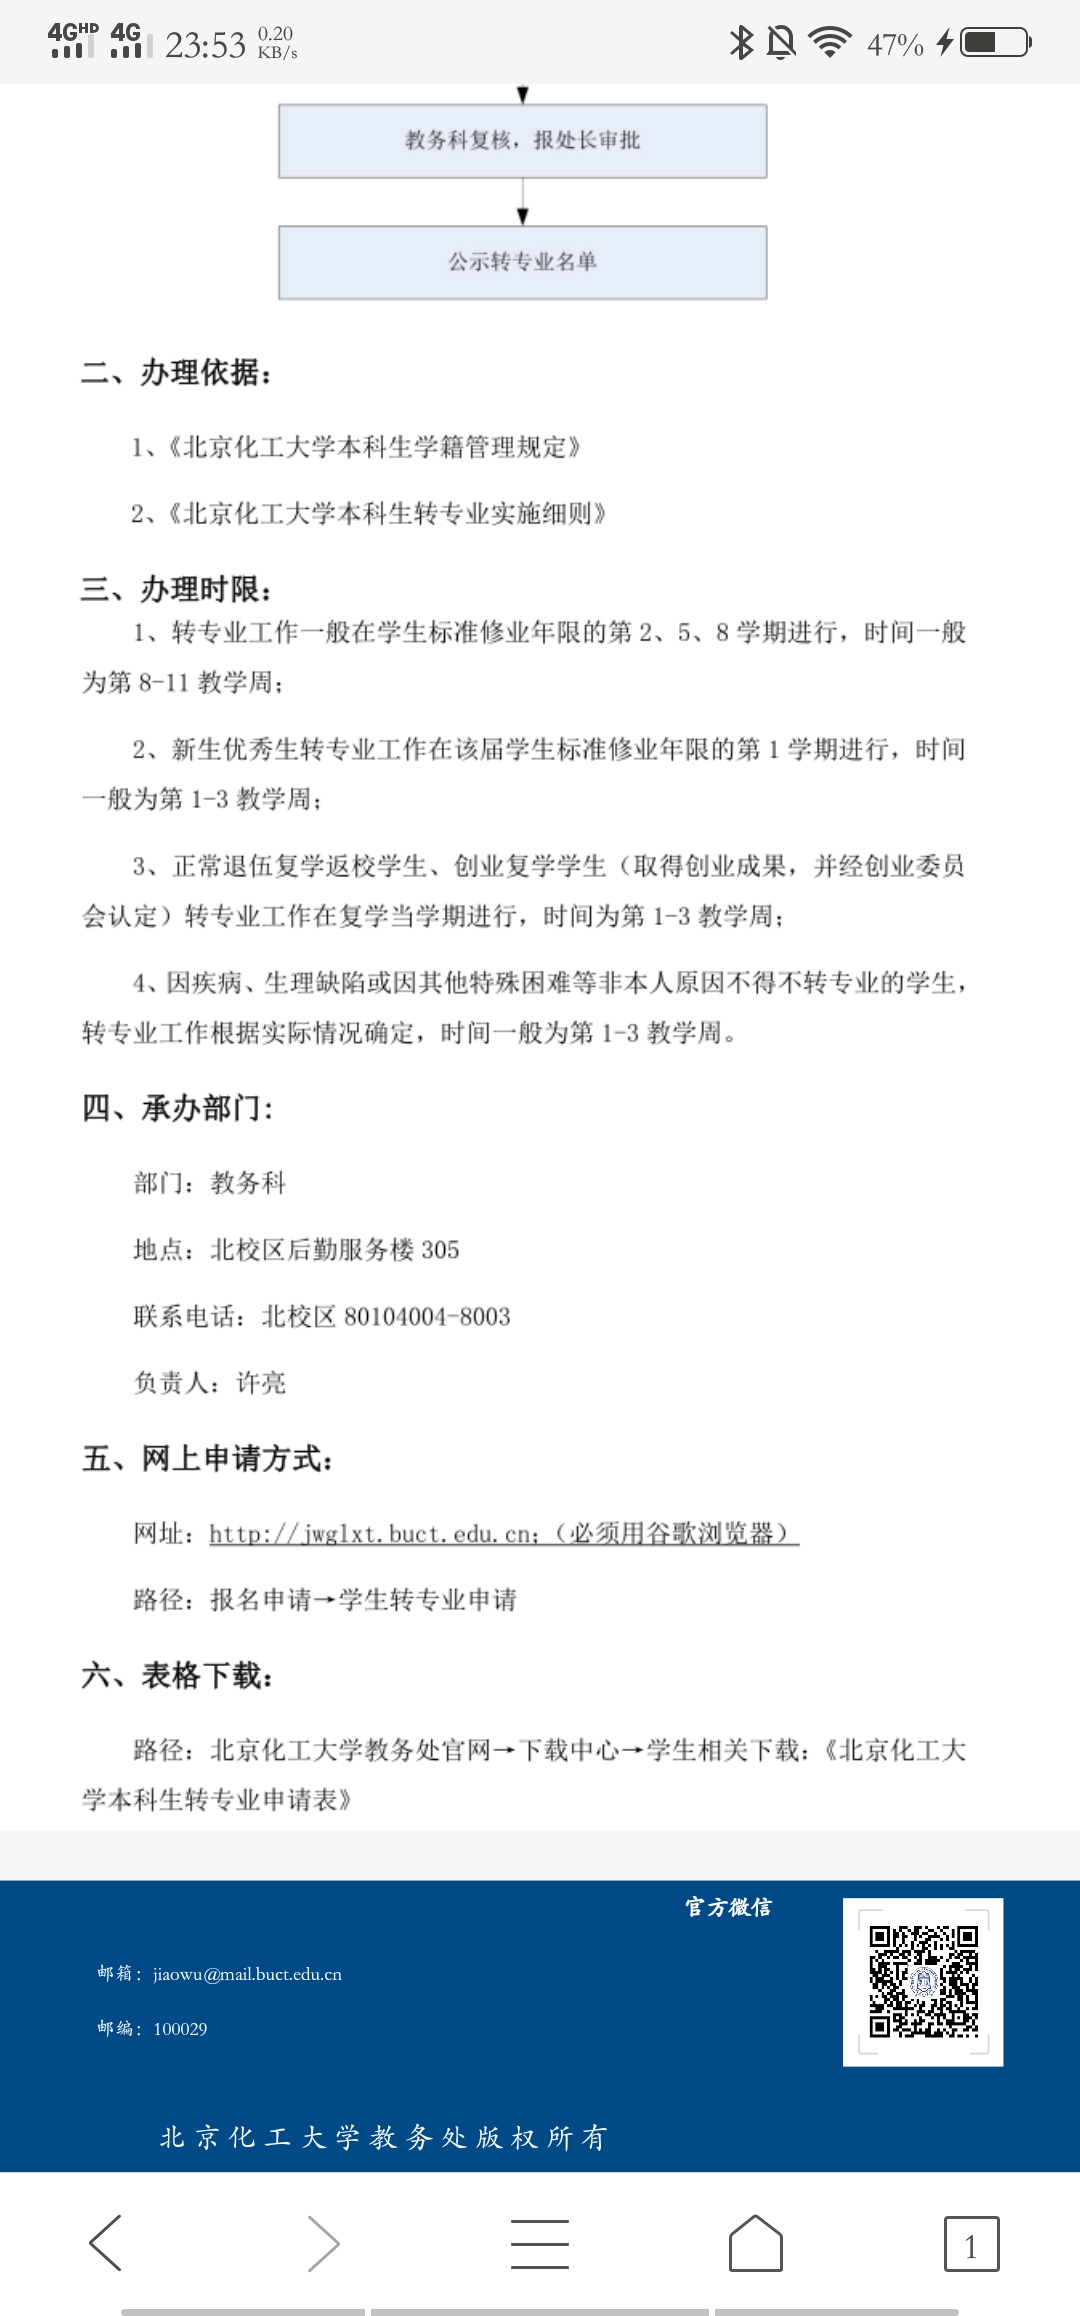 4GHD 4G 23:53 0.20 KB/s 47%
教务科复核，报处长审批
公示转专业名单
二、办理依据：
1、《北京化工大学本科生学籍管理规定》
2、《北京化工大学本科生转专业实施细则》
三、办理时限：
1、转专业工作一般在学生标准修业年限的第 2、5、8 学期进行，时间一般
为第 8-11 教学周；
2、新生优秀生转专业工作在该届学生标准修业年限的第 1 学期进行，时间
一般为第 1-3 教学周；
3、正常退伍复学返校学生、创业复学学生（取得创业成果，并经创业委员
会认定）转专业工作在复学当学期进行，时间为第 1-3 教学周；
4、因疾病、生理缺陷或因其他特殊困难等非本人原因不得不转专业的学生，
转专业工作根据实际情况确定，时间一般为第 1-3 教学周。
四、承办部门:
部门：教务科
地点：北校区后勤服务楼 305
联系电话：北校区 80104004-8003
负责人：许亮
五、网上申请方式：
网址：http://jwglxt.buct.edu.cn;（必须用谷歌浏览器）
路径：报名申请→学生转专业申请
六、表格下载：
路径：北京化工大学教务处官网→下载中心→学生相关下载：《北京化工大
学本科生转专业申请表》
官方微信
邮箱：jiaowu@mail.buct.edu.cn
邮编：100029
北京化工大学教务处版权所有
1